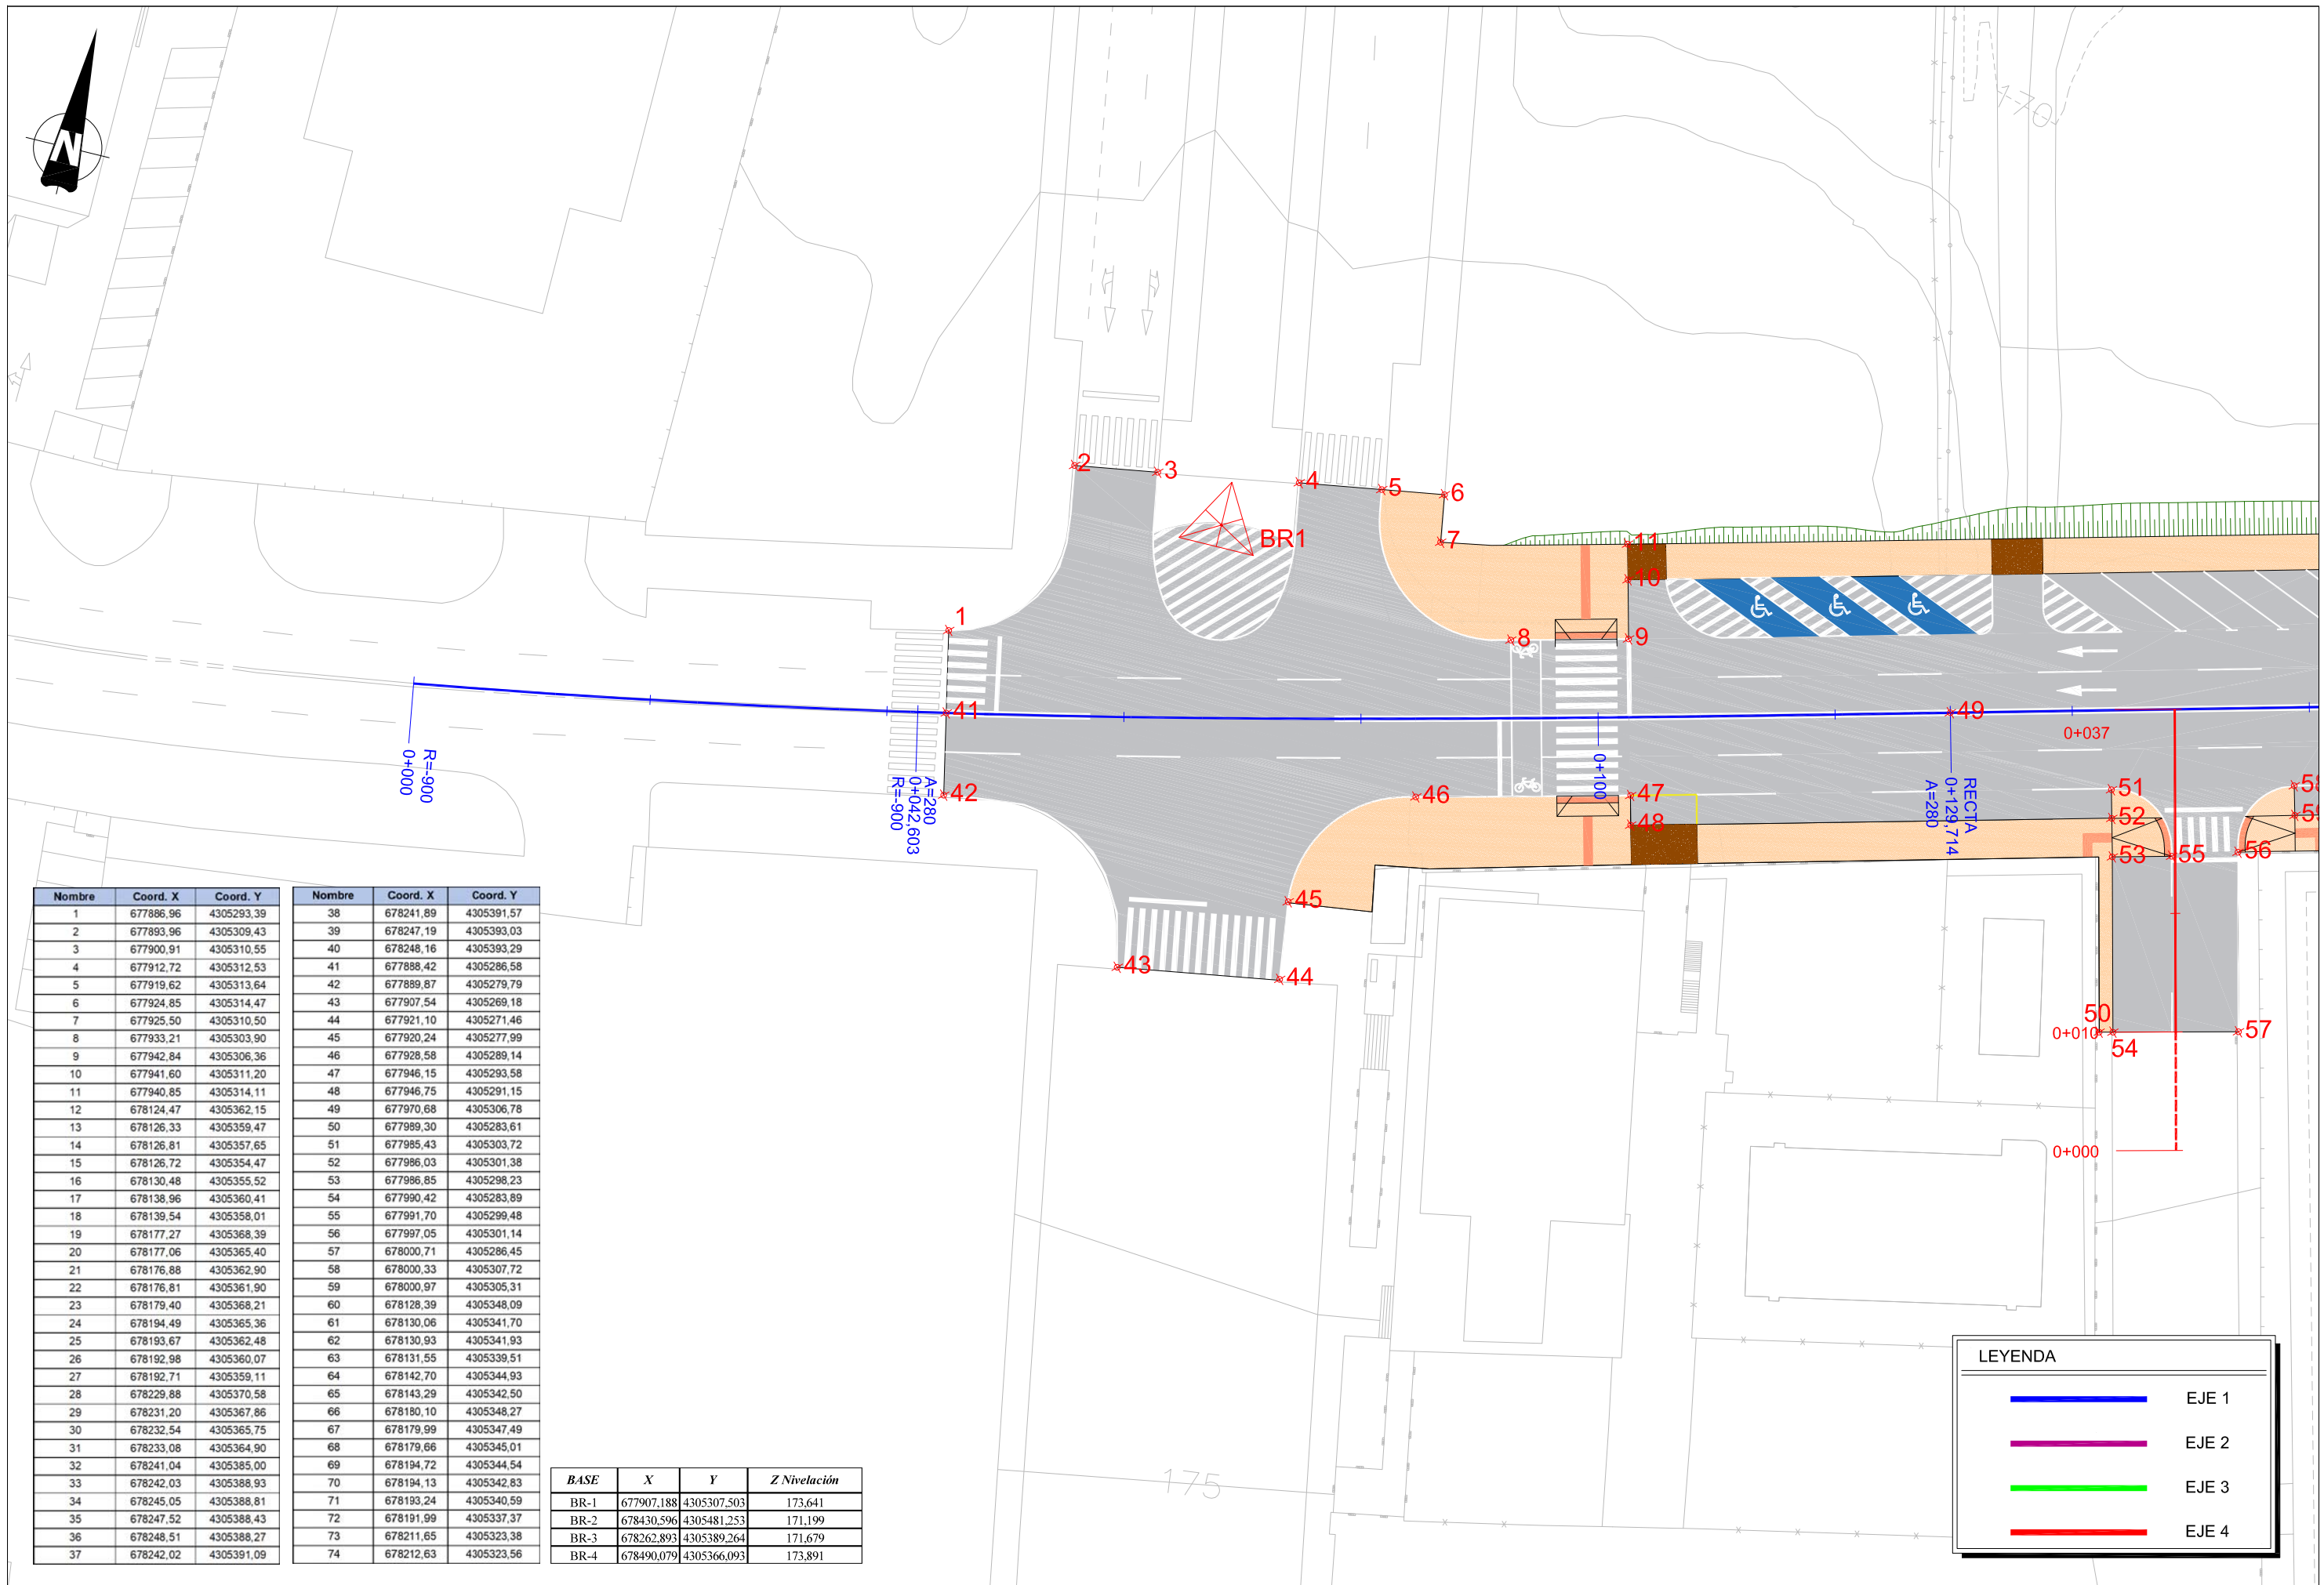 N
170
2
3
4
5
6
7
BR1
11
10
1
8
9
41
49
0+037
R=-900
0+000
A=280
0+042,603
R=-900
0+100
RECTA
0+129,714
A=280
42
46
47
48
51
58
52
59
53
55
56
45
43
44
50
0+010
54
57
0+000
175
Nombre Coord. X Coord. Y
1 677886,96 4305293,39
2 677893,96 4305309,43
3 677900,91 4305310,55
4 677912,72 4305312,53
5 677919,62 4305313,64
6 677924,85 4305314,47
7 677925,50 4305310,50
8 677933,21 4305303,90
9 677942,84 4305306,36
10 677941,60 4305311,20
11 677940,85 4305314,11
12 678124,47 4305362,15
13 678126,33 4305359,47
14 678126,81 4305357,65
15 678126,72 4305354,47
16 678130,48 4305355,52
17 678138,96 4305360,41
18 678139,54 4305358,01
19 678177,27 4305368,39
20 678177,06 4305365,40
21 678176,88 4305362,90
22 678176,81 4305361,90
23 678179,40 4305368,21
24 678194,49 4305365,36
25 678193,67 4305362,48
26 678192,98 4305360,07
27 678192,71 4305359,11
28 678229,88 4305370,58
29 678231,20 4305367,86
30 678232,54 4305365,75
31 678233,08 4305364,90
32 678241,04 4305385,00
33 678242,03 4305388,93
34 678245,05 4305388,81
35 678247,52 4305388,43
36 678248,51 4305388,27
37 678242,02 4305391,09
Nombre Coord. X Coord. Y
38 678241,89 4305391,57
39 678247,19 4305393,03
40 678248,16 4305393,29
41 677888,42 4305286,58
42 677889,87 4305279,79
43 677907,54 4305269,18
44 677921,10 4305271,46
45 677920,24 4305277,99
46 677928,58 4305289,14
47 677946,15 4305293,58
48 677946,75 4305291,15
49 677970,68 4305306,78
50 677989,30 4305283,61
51 677985,43 4305303,72
52 677986,03 4305301,38
53 677986,85 4305298,23
54 677990,42 4305283,89
55 677991,70 4305299,48
56 677997,05 4305301,14
57 678000,71 4305286,45
58 678000,33 4305307,72
59 678000,97 4305305,31
60 678128,39 4305348,09
61 678130,06 4305341,70
62 678130,93 4305341,93
63 678131,55 4305339,51
64 678142,70 4305344,93
65 678143,29 4305342,50
66 678180,10 4305348,27
67 678179,99 4305347,49
68 678179,66 4305345,01
69 678194,72 4305344,54
70 678194,13 4305342,83
71 678193,24 4305340,59
72 678191,99 4305337,37
73 678211,65 4305323,38
74 678212,63 4305323,56
BASE X Y Z Nivelación
BR-1 677907,188 4305307,503 173,641
BR-2 678430,596 4305481,253 171,199
BR-3 678262,893 4305389,264 171,679
BR-4 678490,079 4305366,093 173,891
LEYENDA
EJE 1
EJE 2
EJE 3
EJE 4